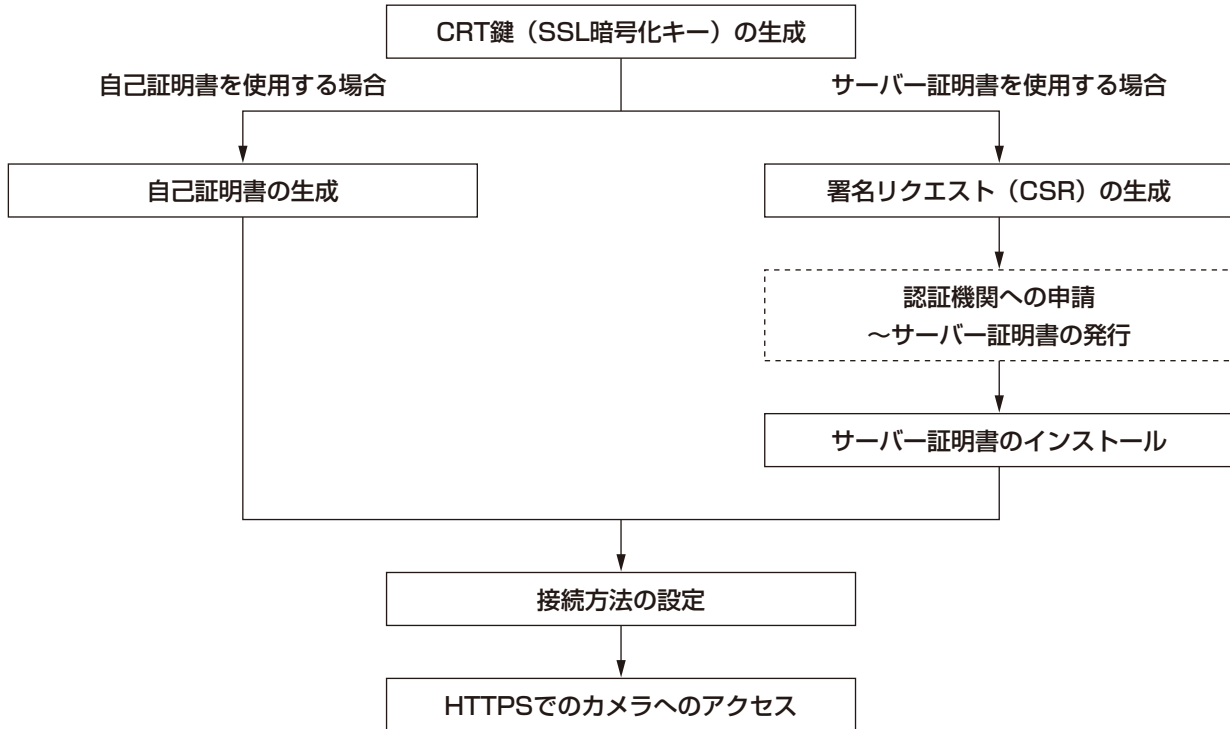 CRT鍵（SSL暗号化キー）の生成
自己証明書を使用する場合
サーバー証明書を使用する場合
自己証明書の生成
署名リクエスト（CSR）の生成
認証機関への申請
～サーバー証明書の発行
サーバー証明書のインストール
接続方法の設定
HTTPSでのカメラへのアクセス